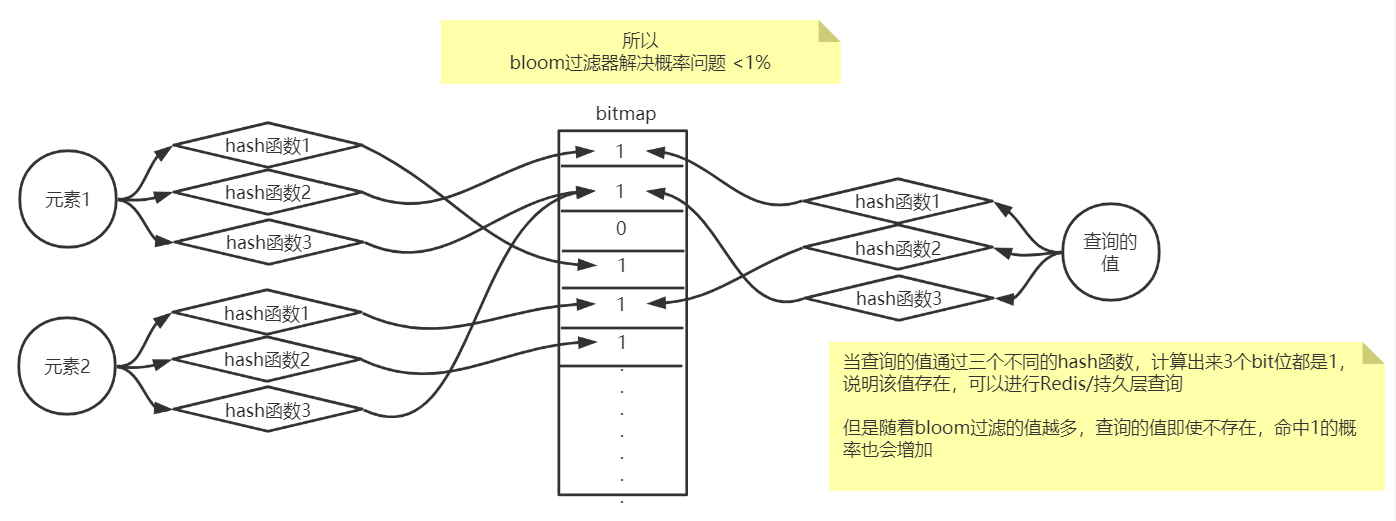 所以
bloom过滤器解决概率问题 <1%
bitmap
元素1
hash函数1
hash函数2
hash函数3
元素2
hash函数1
hash函数2
hash函数3
1
1
0
1
1
1
hash函数1
hash函数2
hash函数3
查询的
值
当查询的值通过三个不同的hash函数，计算出来3个bit位都是1，
说明该值存在，可以进行Redis/持久层查询
但是随着bloom过滤的值越多，查询的值即使不存在，命中1的概
率也会增加